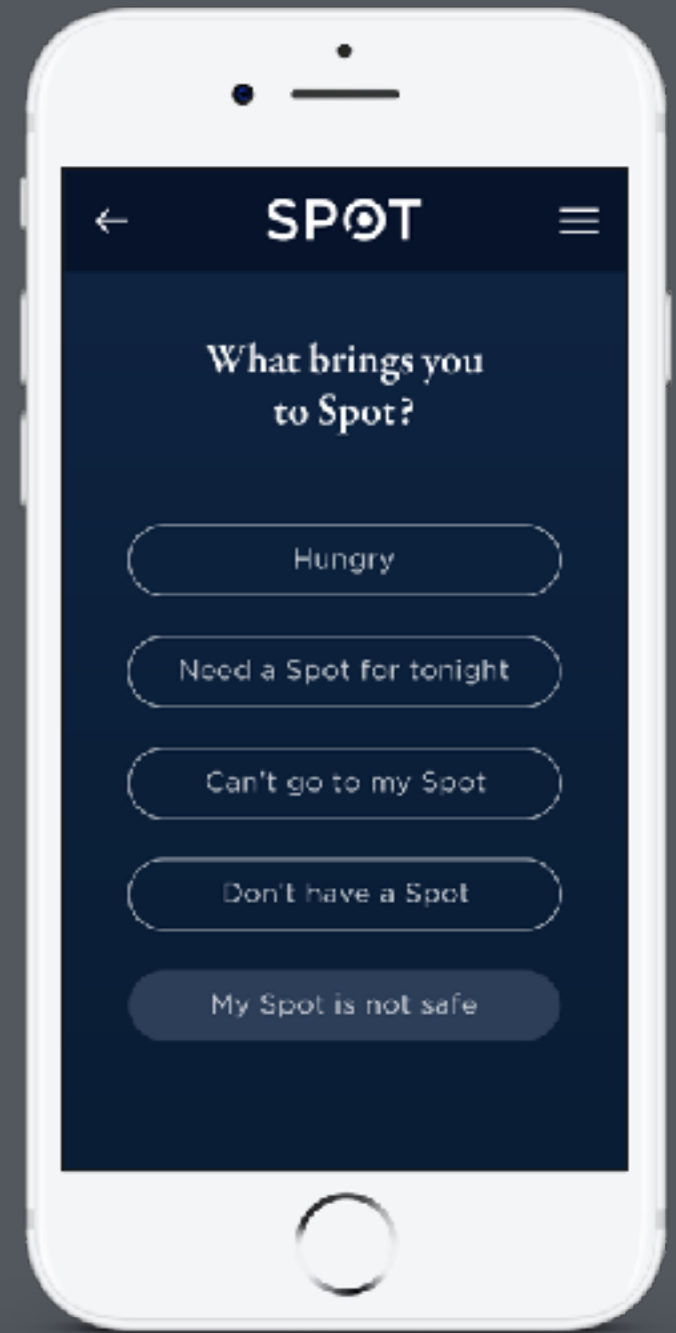 SPOT
What brings you
to Spot?
Hungry
Need a Spot for tonight
Can't go to my Spot
Don't have a Spot
My Spot is not safe